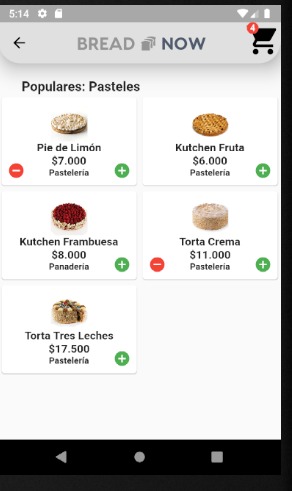 5:14
4
BREAD NOW
Populares: Pasteles
Pie de Limón
$7.000
Pastelería
Kutchen Fruta
$6.000
Pastelería
Kutchen Frambuesa
$8.000
Panadería
Torta Crema
$11.000
Pastelería
Torta Tres Leches
$17.500
Pastelería